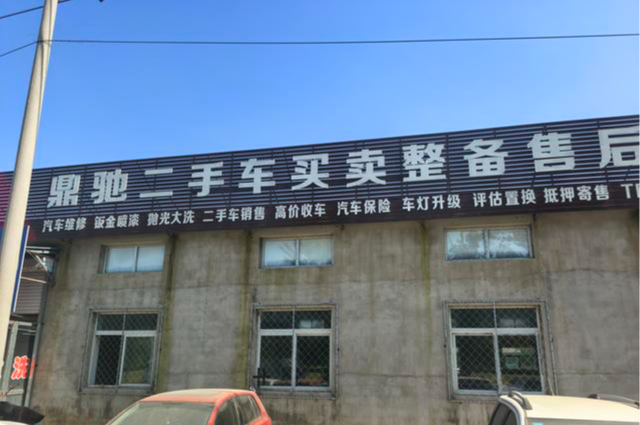 鼎驰二手车买卖整备售后
汽车维修 钣金喷漆 抛光大洗 二手车销售 高价收车 汽车保险 车灯升级 评估置换 抵押寄售
洗